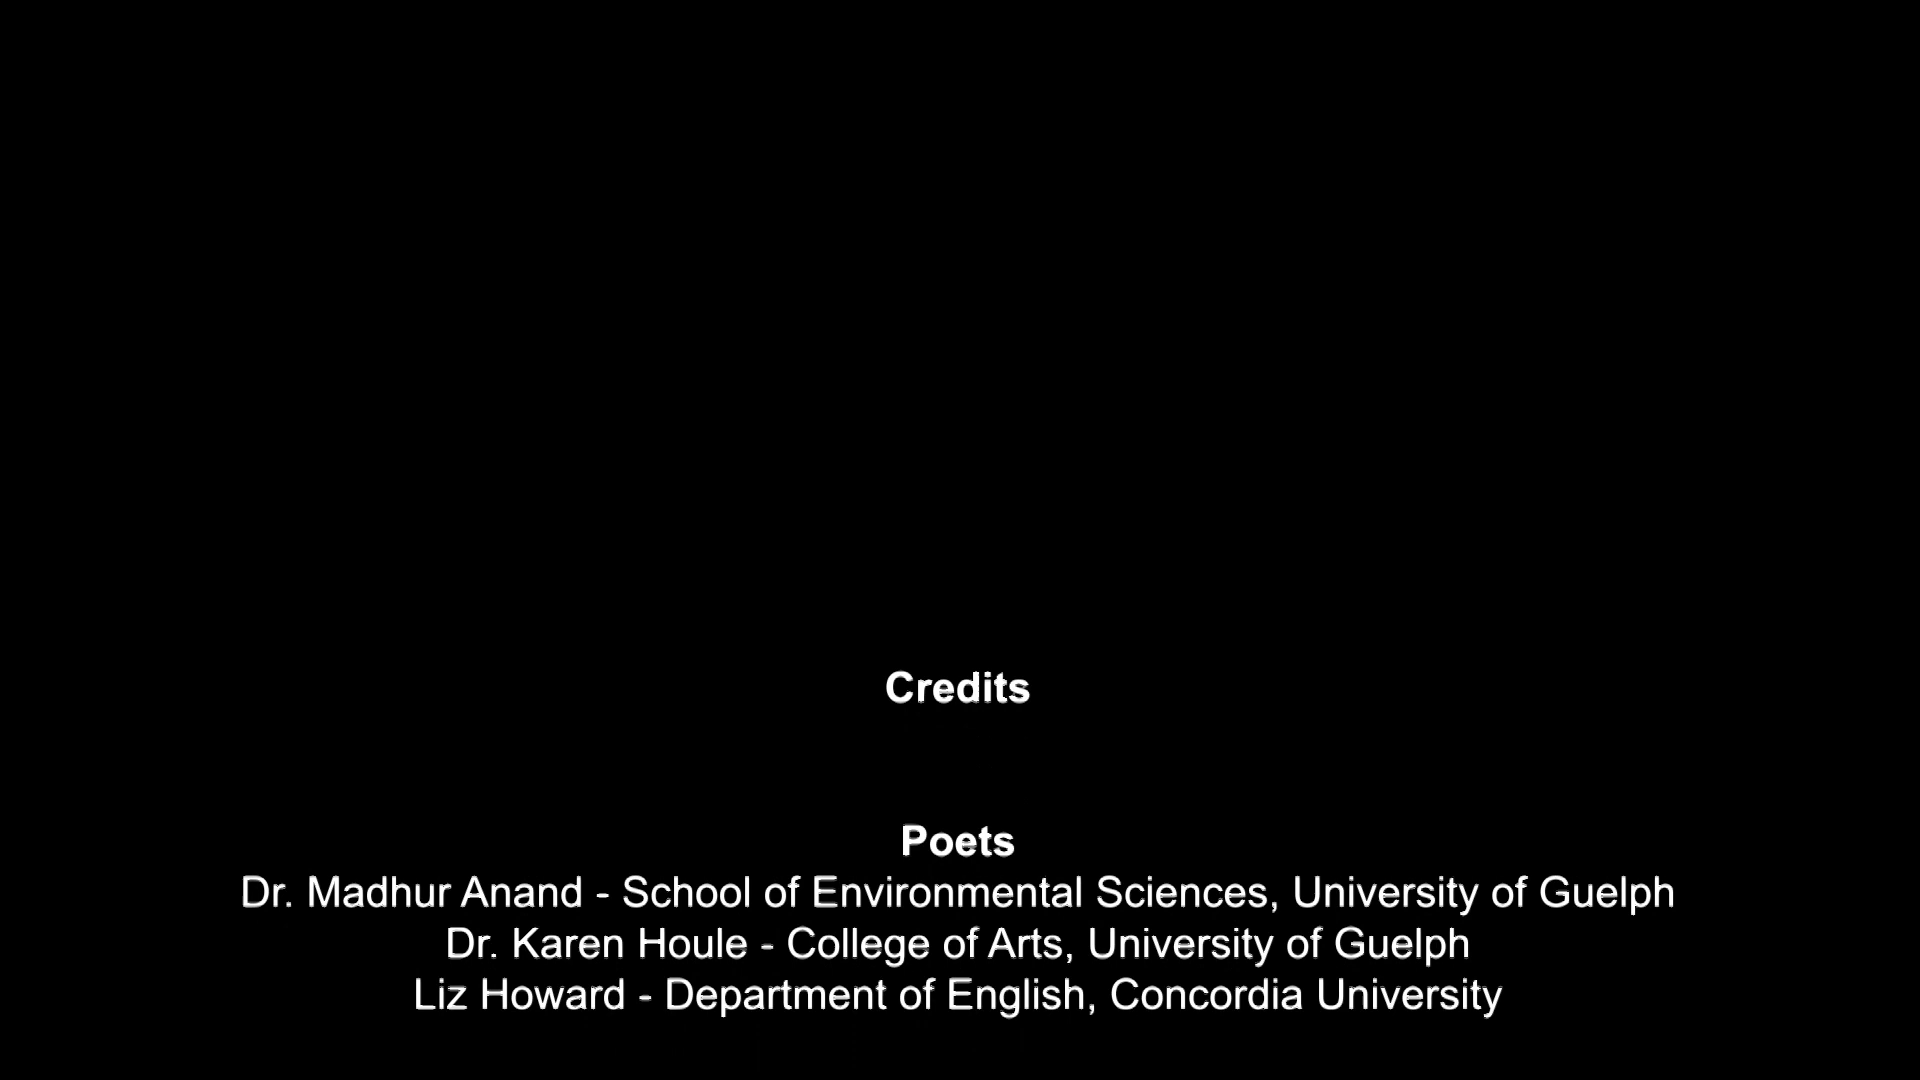 Credits
Poets
Dr. Madhur Anand - School of Environmental Sciences, University of Guelph
Dr. Karen Houle - College of Arts, University of Guelph
Liz Howard - Department of English, Concordia University